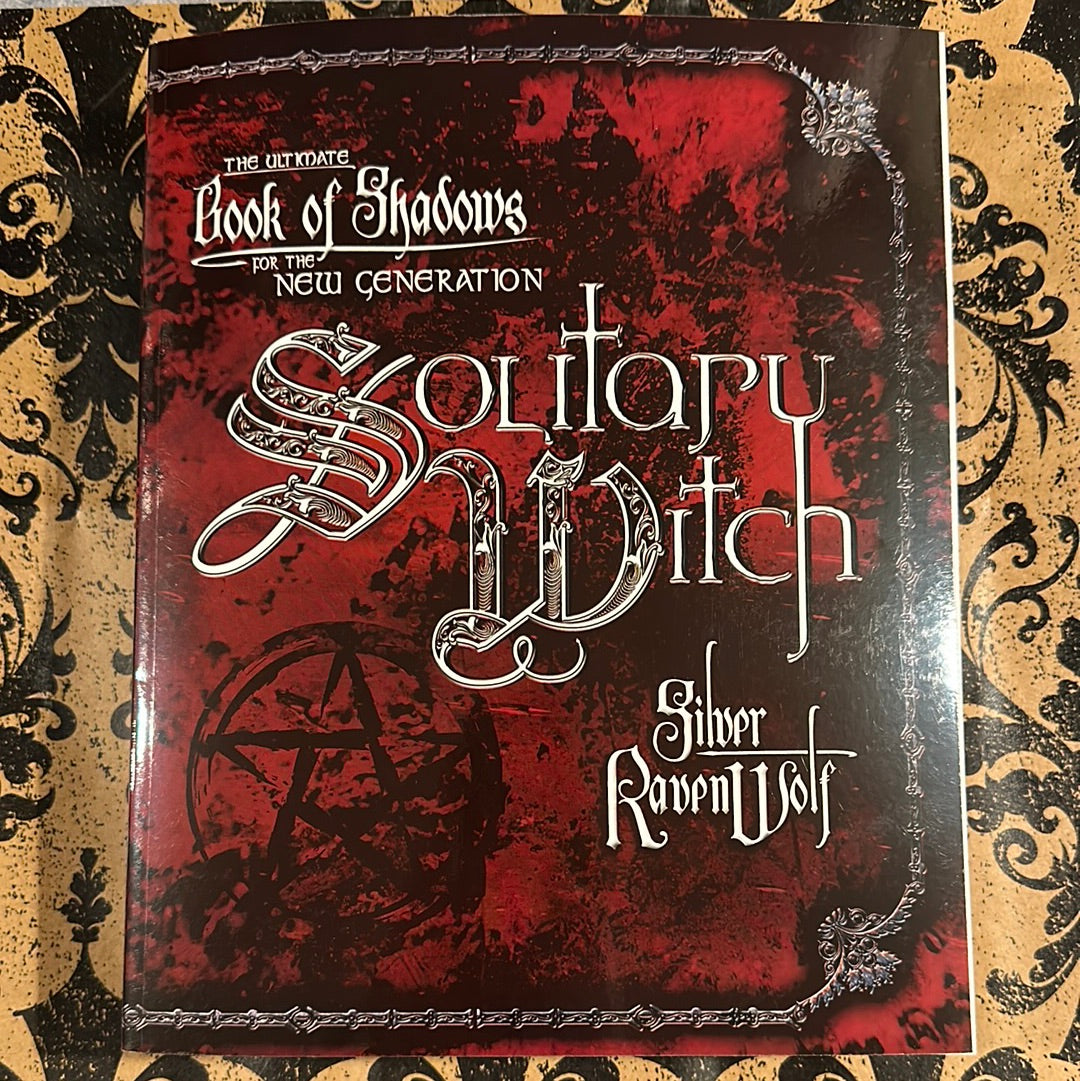 THE ULTIMATE
Book of Shadows
FOR THE
NEW GENERATION
Solitary
Witch
Silver
RavenWolf